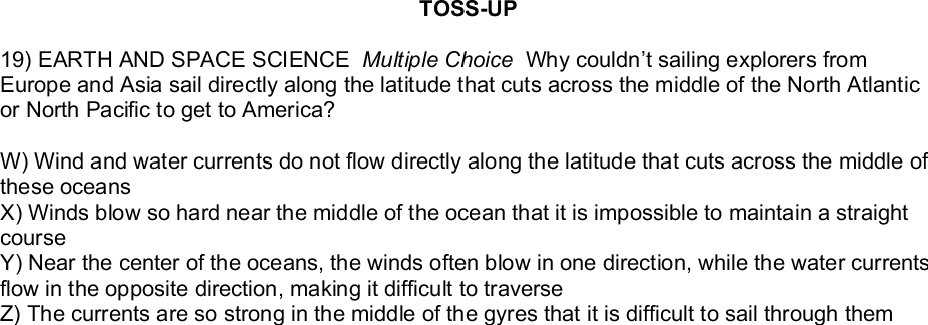 TOSS-UP
19) EARTH AND SPACE SCIENCE Multiple Choice Why couldn’t sailing explorers from
Europe and Asia sail directly along the latitude that cuts across the middle of the North Atlantic
or North Pacific to get to America?
W) Wind and water currents do not flow directly along the latitude that cuts across the middle of
these oceans
X) Winds blow so hard near the middle of the ocean that it is impossible to maintain a straight
course
Y) Near the center of the oceans, the winds often blow in one direction, while the water currents
flow in the opposite direction, making it difficult to traverse
Z) The currents are so strong in the middle of the gyres that it is difficult to sail through them